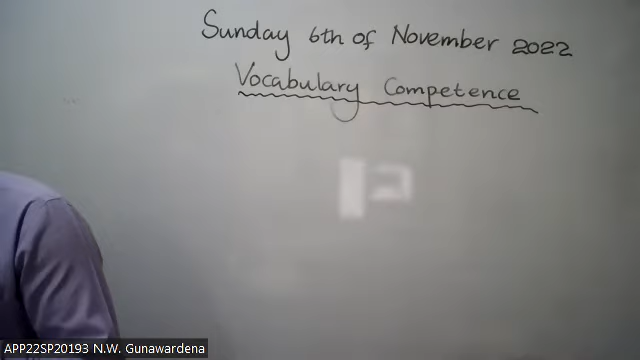 Sunday 6th of November 2022
Vocabulary Competence
APP22SP20193 N.W. Gunawardena